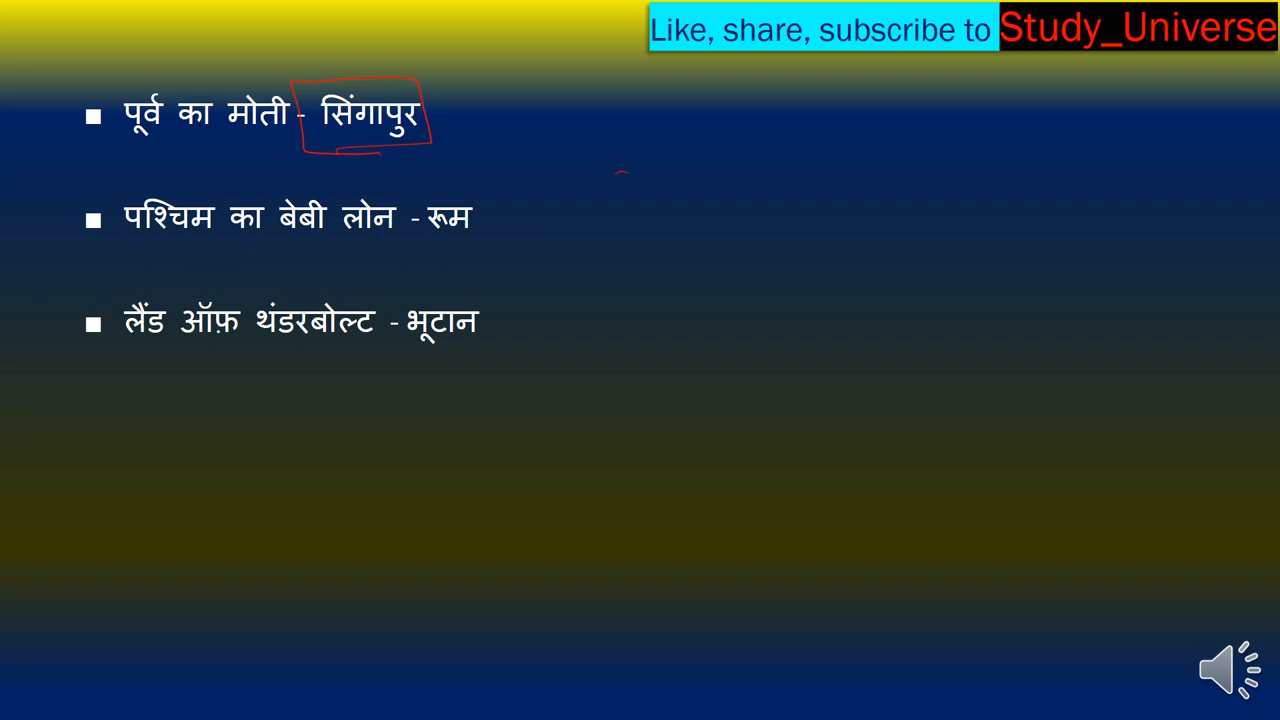 Like, share, subscribe to Study_Universe
पूर्व का मोती - सिंगापुर
पश्चिम का बेबी लोन - रूम
लैंड ऑफ़ थंडरबोल्ट - भूटान